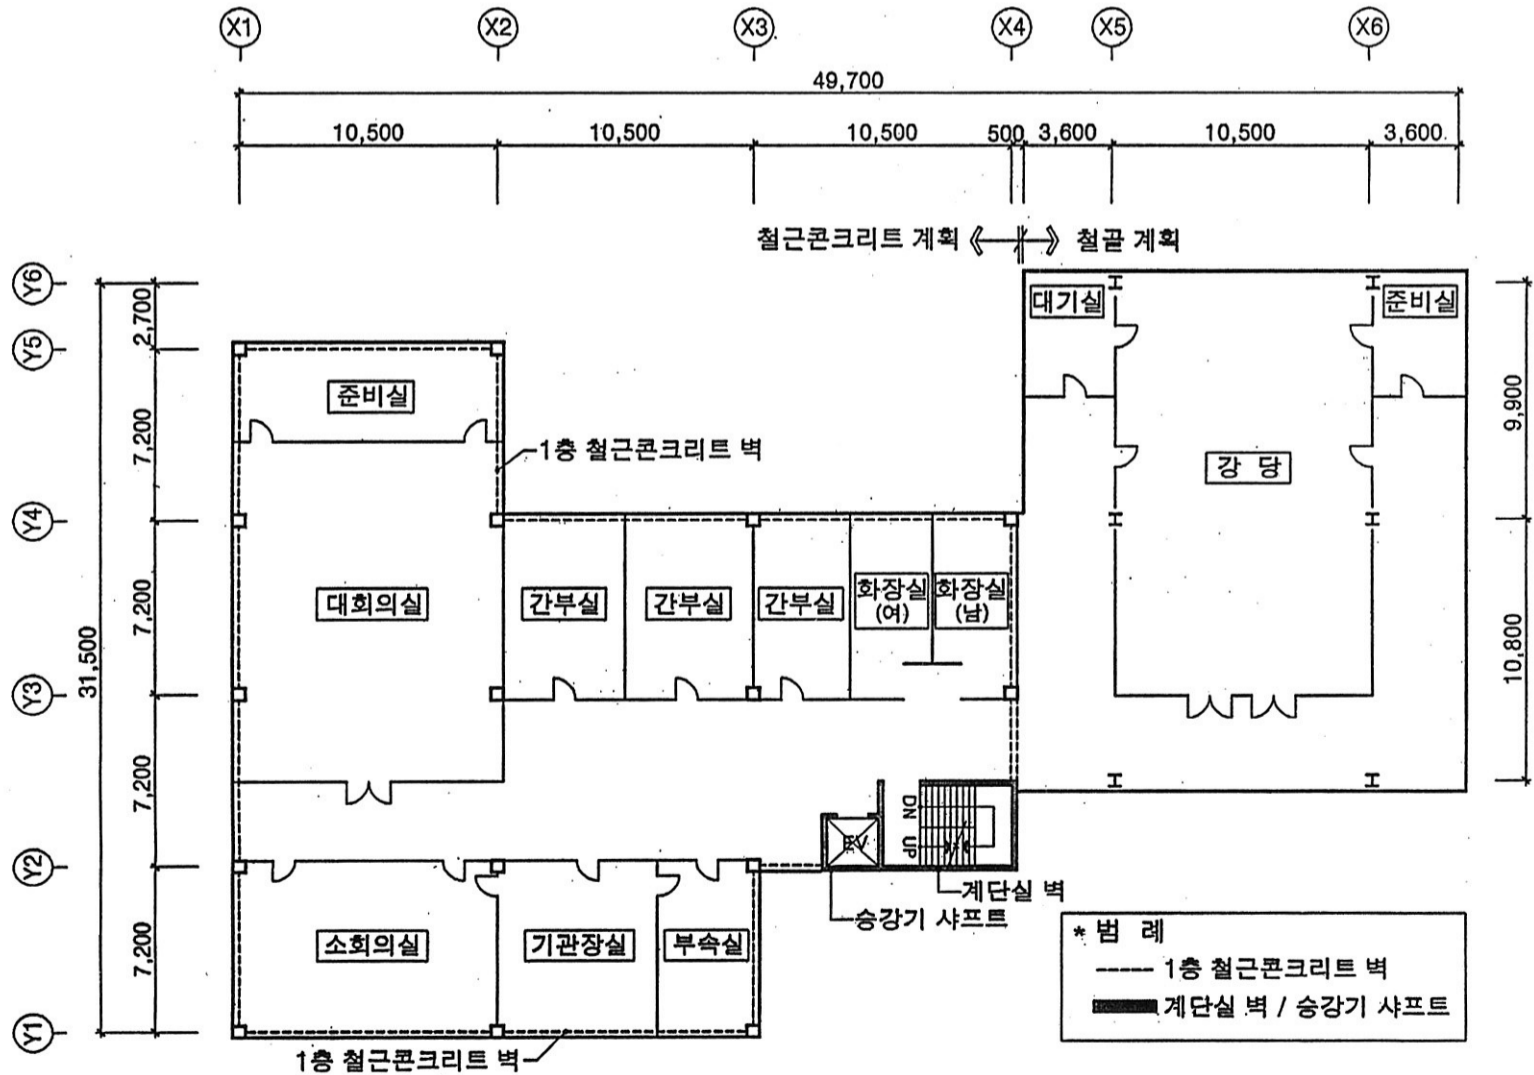 X1 X2 X3 X4 X5 X6
49,700
10,500 10,500 10,500 500 3,600 10,500 3,600
철근콘크리트 계획 철골 계획
Y6
Y5
Y4
Y3
Y2
Y1
31,500
2,700
7,200
7,200
7,200
7,200
9,900
10,800
대기실
준비실
준비실
1층 철근콘크리트 벽
강 당
대회의실
간부실
간부실
간부실
화장실
(여)
화장실
(남)
DN
UP
EV
계단실 벽
승강기 샤프트
소회의실
기관장실
부속실
1층 철근콘크리트 벽
* 범 례
1층 철근콘크리트 벽
계단실 벽 / 승강기 샤프트